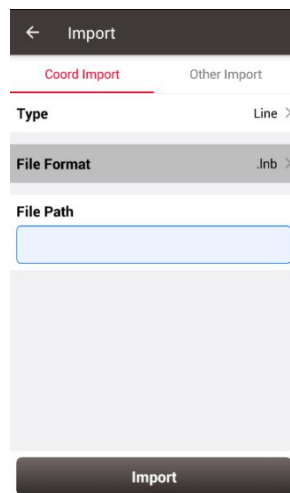 Import
Coord Import Other Import
Type Line
File Format .lnb
File Path
Import